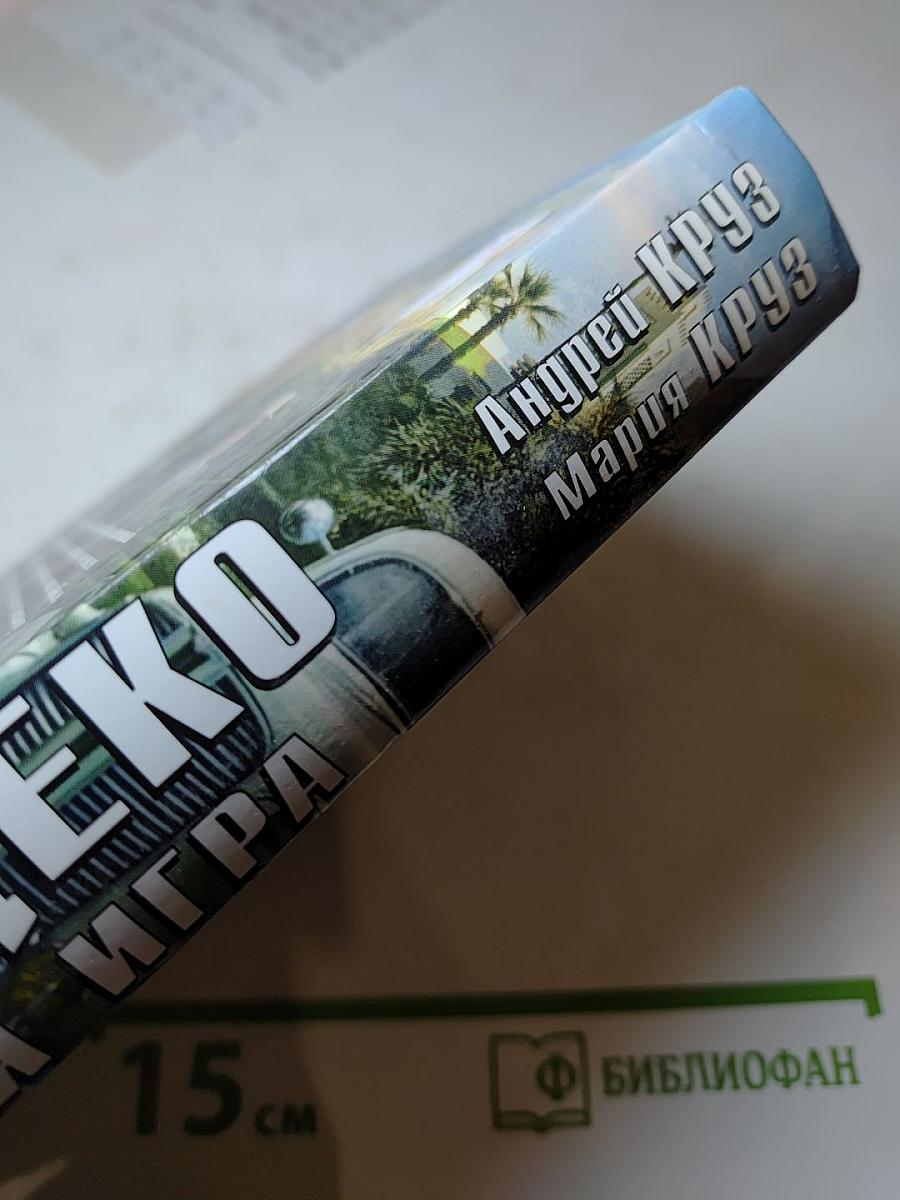 Андрей КРУЗ
Мария КРУЗ
ЕКО
ИГРА
15 см
Ф БИБЛИОФАН